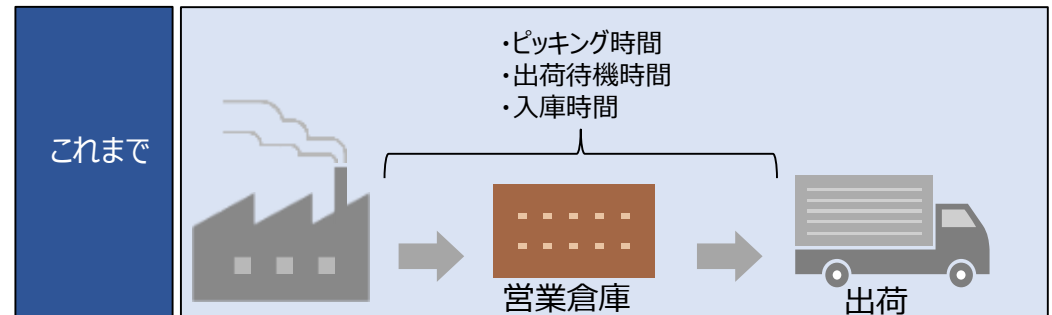 これまで
・ピッキング時間
・出荷待機時間
・入庫時間
営業倉庫
出荷